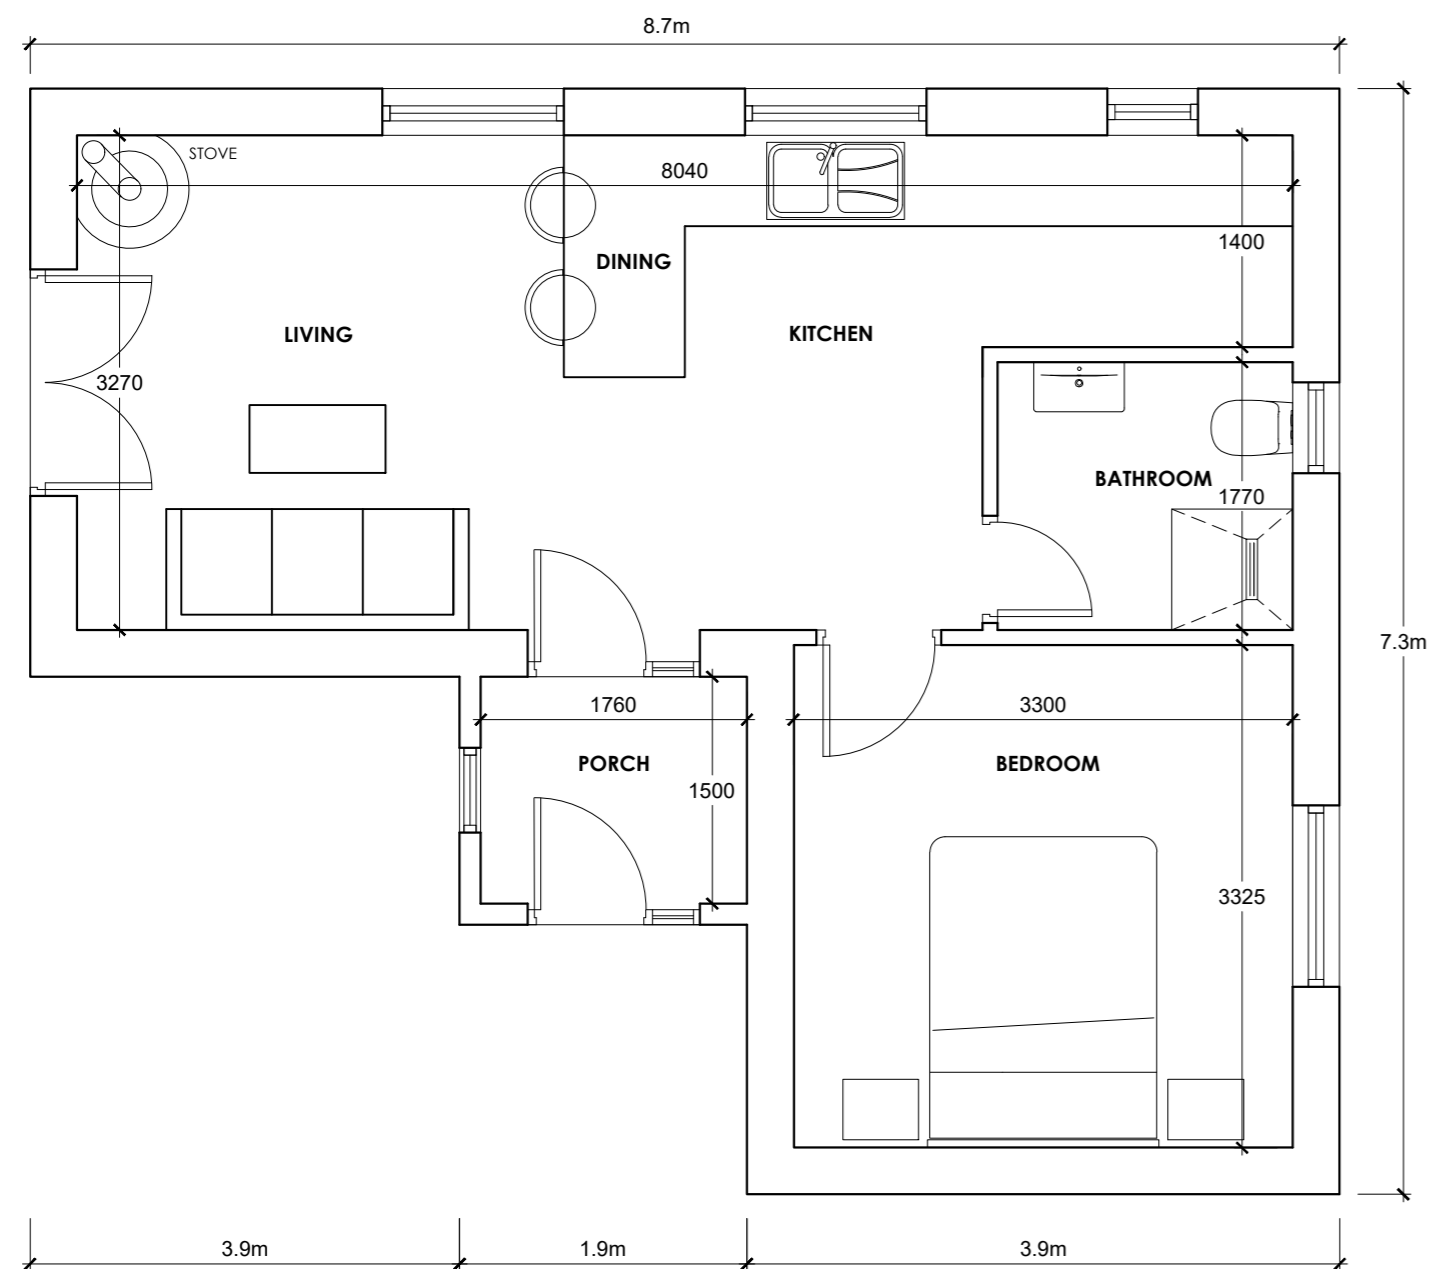 8.7m
STOVE
8040
1400
DINING
LIVING
KITCHEN
3270
BATHROOM
1770
7.3m
1760
3300
PORCH
BEDROOM
1500
3325
3.9m
1.9m
3.9m